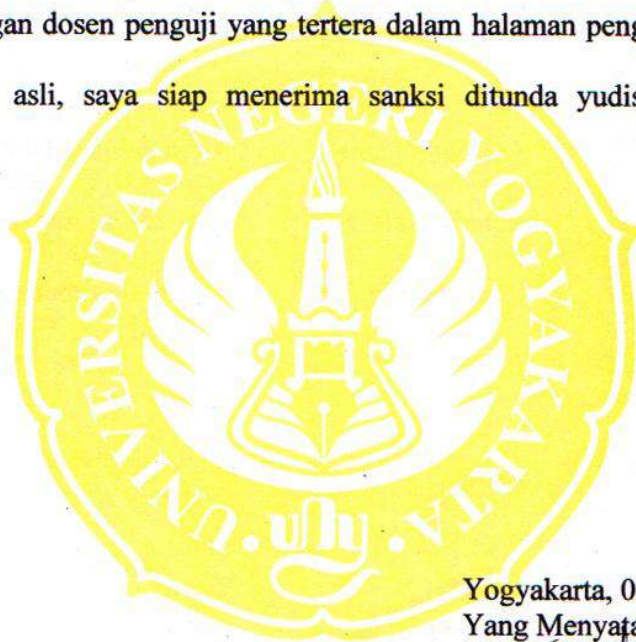 gan dosen penguji yang tertera dalam halaman peng
asli, saya siap menerima sanksi ditunda yudis
UNIVERSITAS NEGERI YOGYAKARTA
uny
Yogyakarta, 0
Yang Menyata